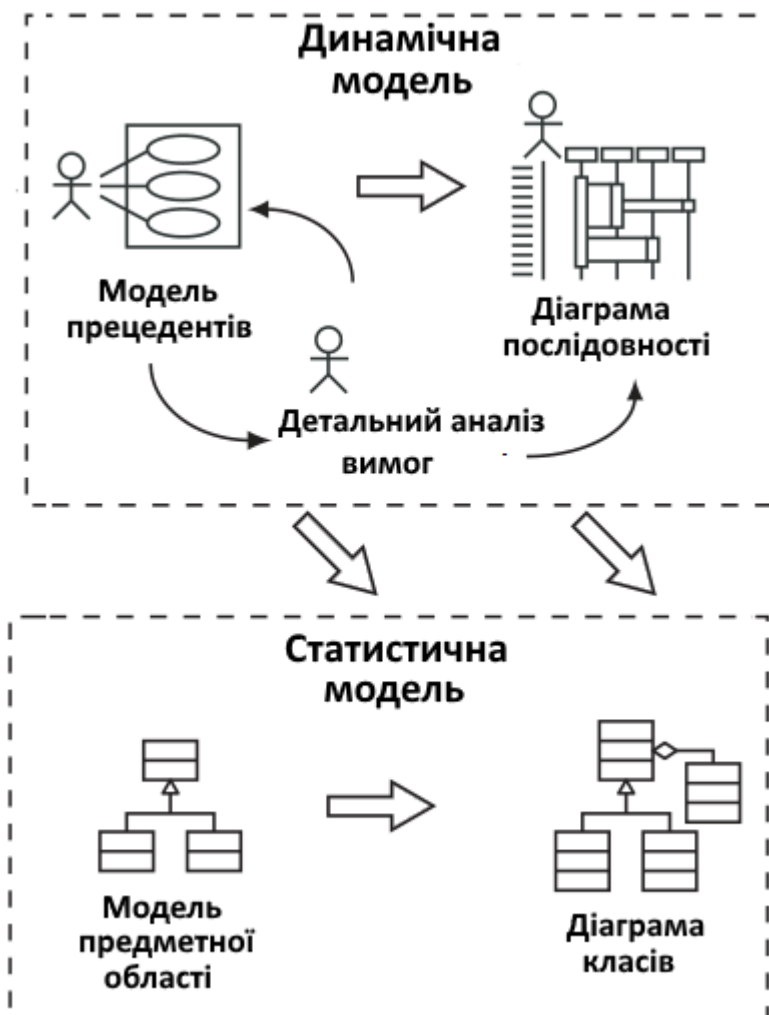 Динамічна
модель
Модель
прецедентів
Діаграма
послідовності
Детальний аналіз
вимог
Статистична
модель
Модель
предметної
області
Діаграма
класів